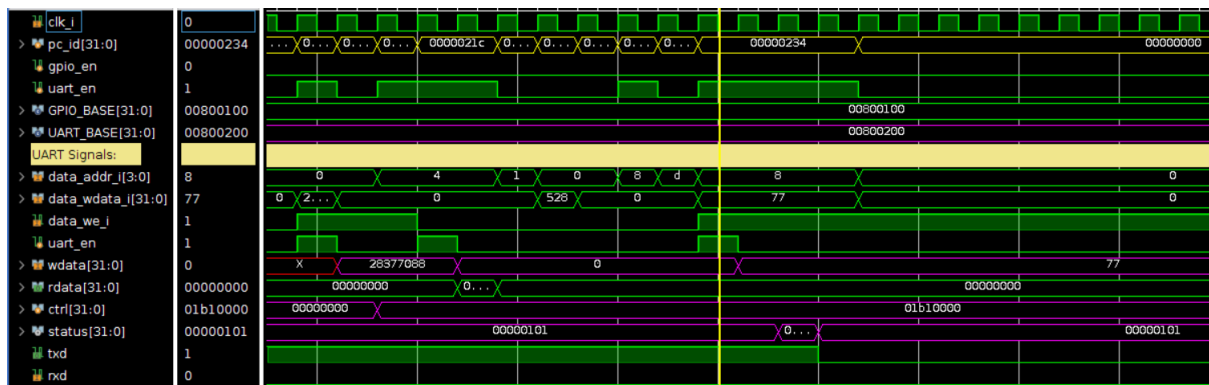 clk_i 0
pc_id[31:0] 00000234 ... 0... 0... 0... 0000021c 0... 0... 0... 0... 0... 00000234 00000000
gpio_en 0
uart_en 1
GPIO_BASE[31:0] 00800100 00800100
UART_BASE[31:0] 00800200 00800200
UART Signals:
data_addr_i[3:0] 8 0 4 1 0 8 d 8 0
data_wdata_i[31:0] 77 0 2... 0 528 0 77 0
data_we_i 1
uart_en 1
wdata[31:0] 0 X 28377088 0 77
rdata[31:0] 00000000 00000000 0... 00000000
ctrl[31:0] 01b10000 00000000 01b10000
status[31:0] 00000101 00000101 0... 00000101
txd 1
rxd 0